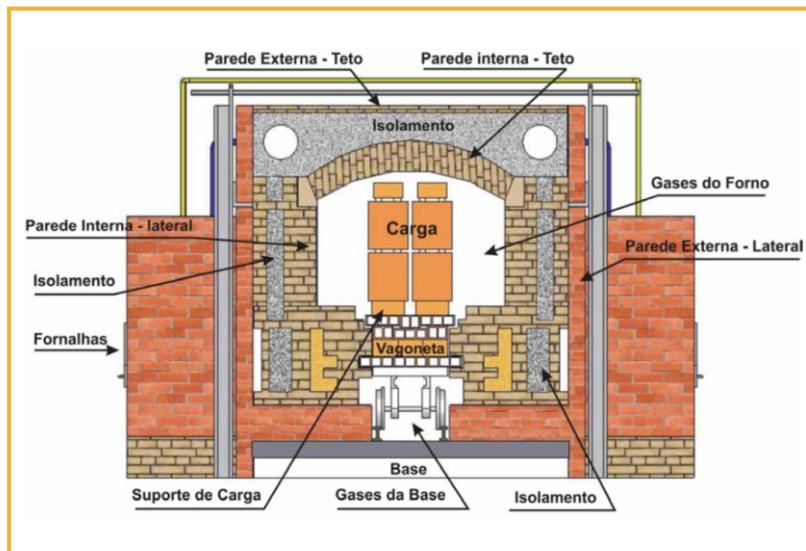 Parede Externa - Teto
Parede interna - Teto
Isolamento
Gases do Forno
Carga
Parede Interna - lateral
Parede Externa - Lateral
Isolamento
Fornalhas
Vagoneta
Base
Suporte de Carga
Gases da Base
Isolamento